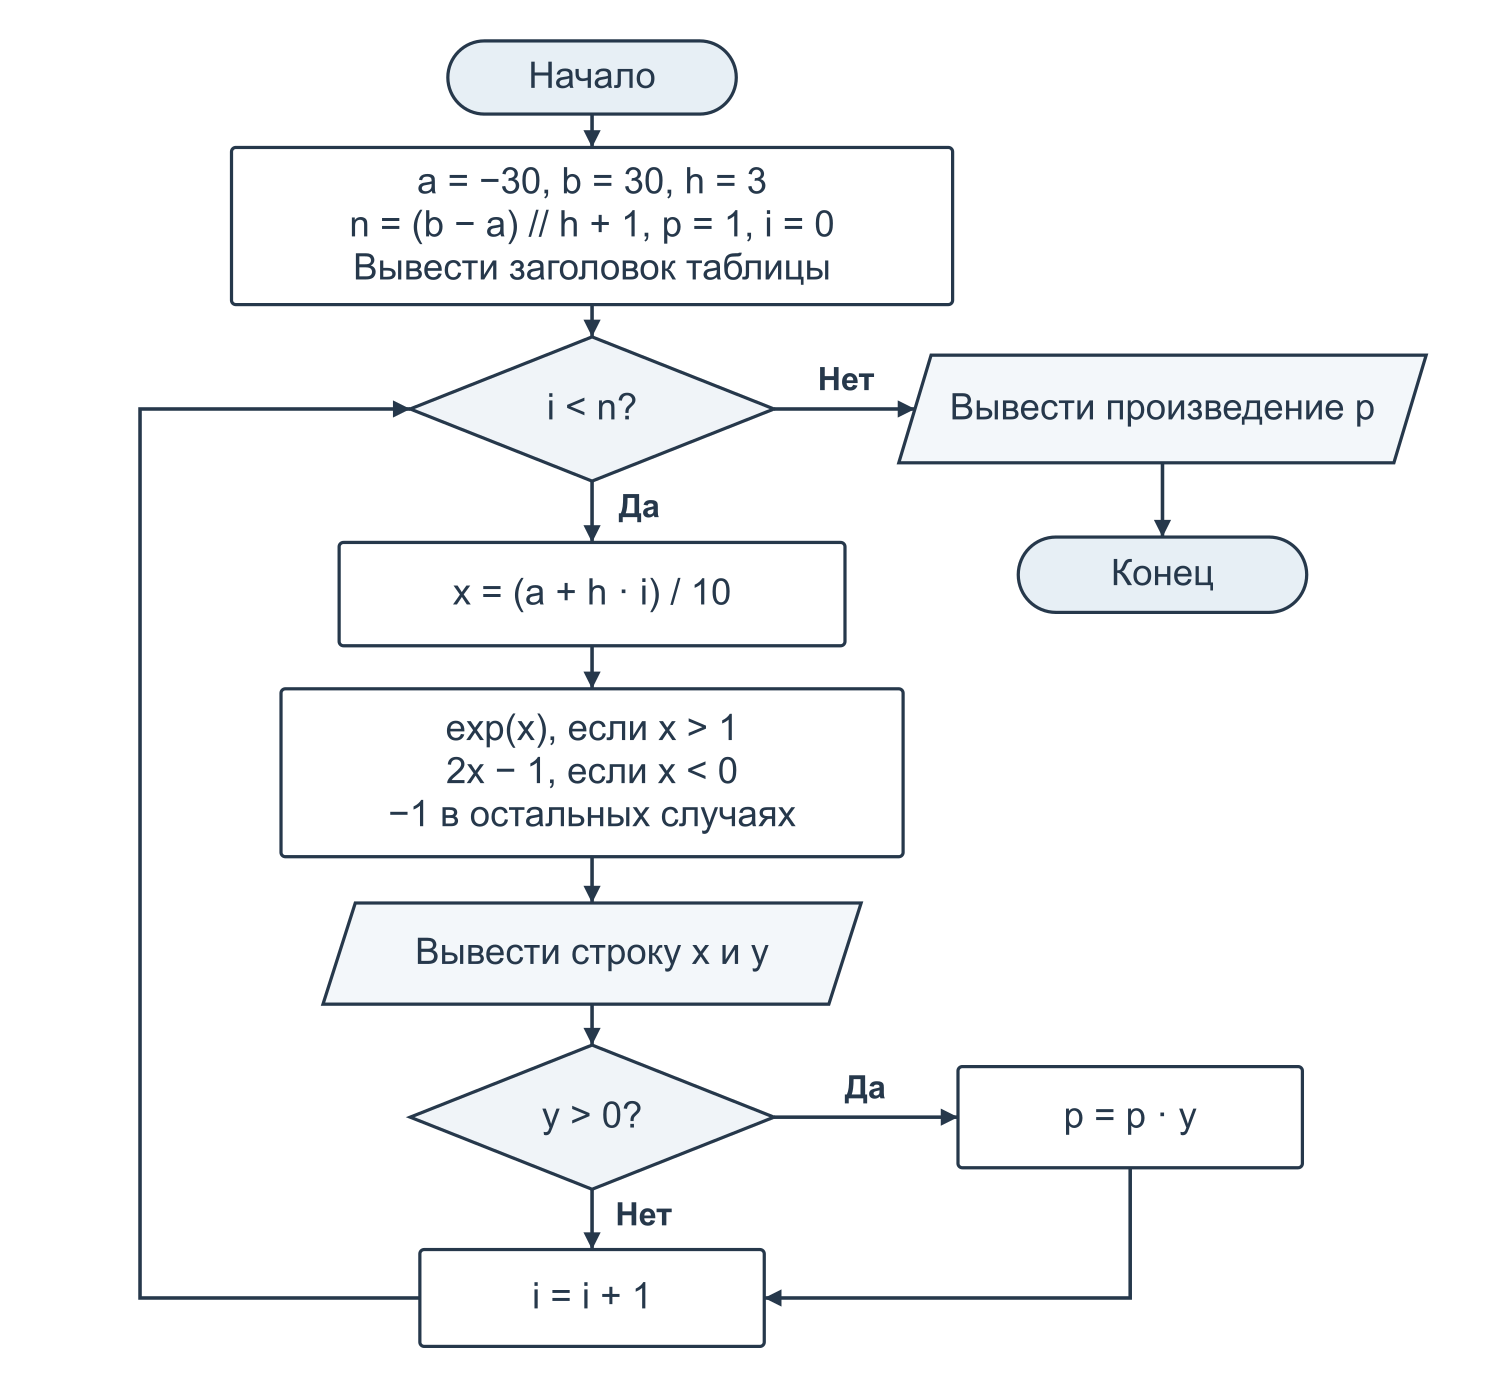 Начало
a = −30, b = 30, h = 3
n = (b − a) // h + 1, p = 1, i = 0
Вывести заголовок таблицы
i < n?
Нет
Вывести произведение p
Да
Конец
x = (a + h · i) / 10
exp(x), если x > 1
2x − 1, если x < 0
−1 в остальных случаях
Вывести строку x и y
y > 0?
Да
p = p · y
Нет
i = i + 1